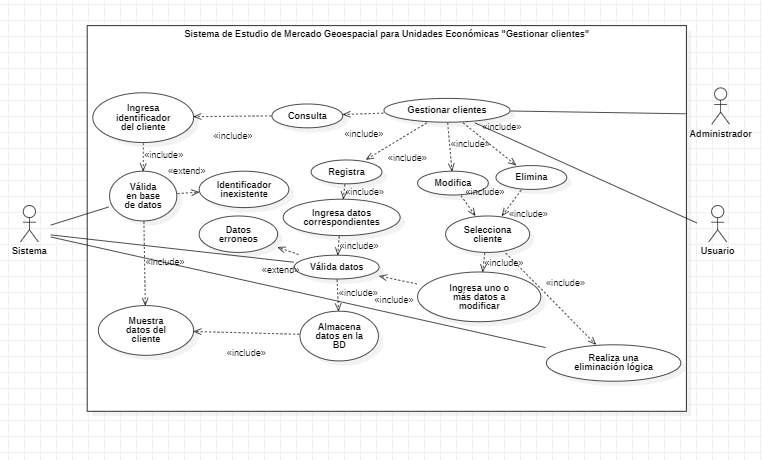 Sistema de Estudio de Mercado Geoespacial para Unidades Económicas "Gestionar clientes"
Ingresa
identificador
del cliente
Consulta
Gestionar clientes
Administrador
«include»
«include»
«include»
«include»
«include»
«include»
«extend»
Registra
Modifica
Elimina
Válida
en base
de datos
Identificador
inexistente
«include»
«include»
Ingresa datos
correspondientes
«include»
Selecciona
cliente
Datos
erroneos
Sistema
Usuario
«include»
«include»
«extend»
Válida datos
«include»
«include»
«include»
«include»
Ingresa uno o
más datos a
modificar
Muestra
datos del
cliente
Almacena
datos en la
BD
«include»
Realiza una
eliminación lógica